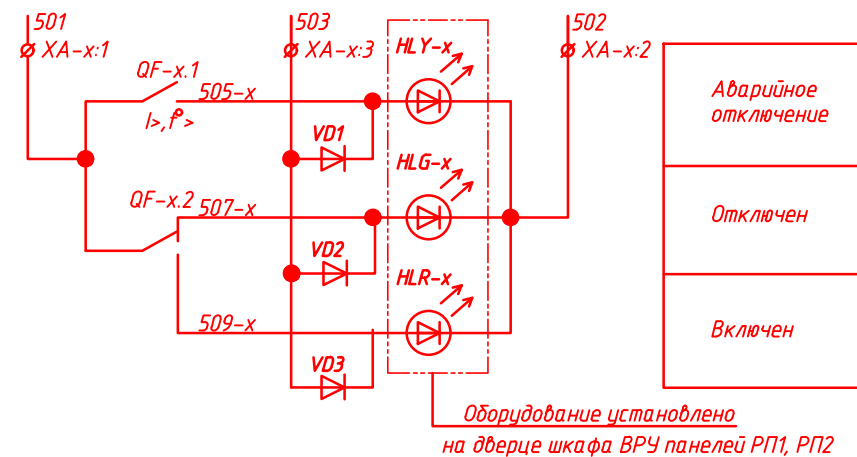 501
503
502
XA-x:1
XA-x:3
HLY-x
XA-x:2
QF-x.1
505-x
I>,t°>
VD1
HLG-x
QF-x.2
507-x
VD2
HLR-x
509-x
VD3
Аварийное
отключение
Отключен
Включен
Оборудование установлено
на дверце шкафа ВРУ панелей РП1, РП2